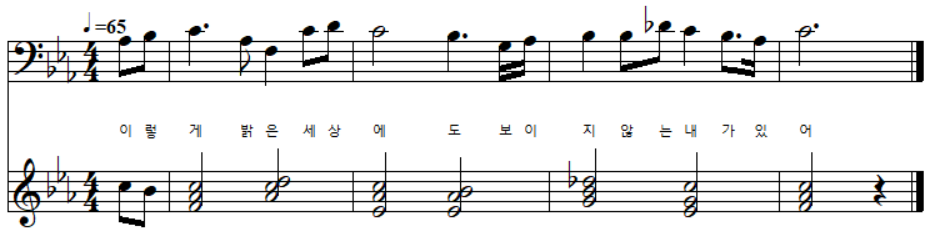 ♩=65
이 렇 게 밝 은 세 상 에 도 보 이 지 않 는 내 가 있 어